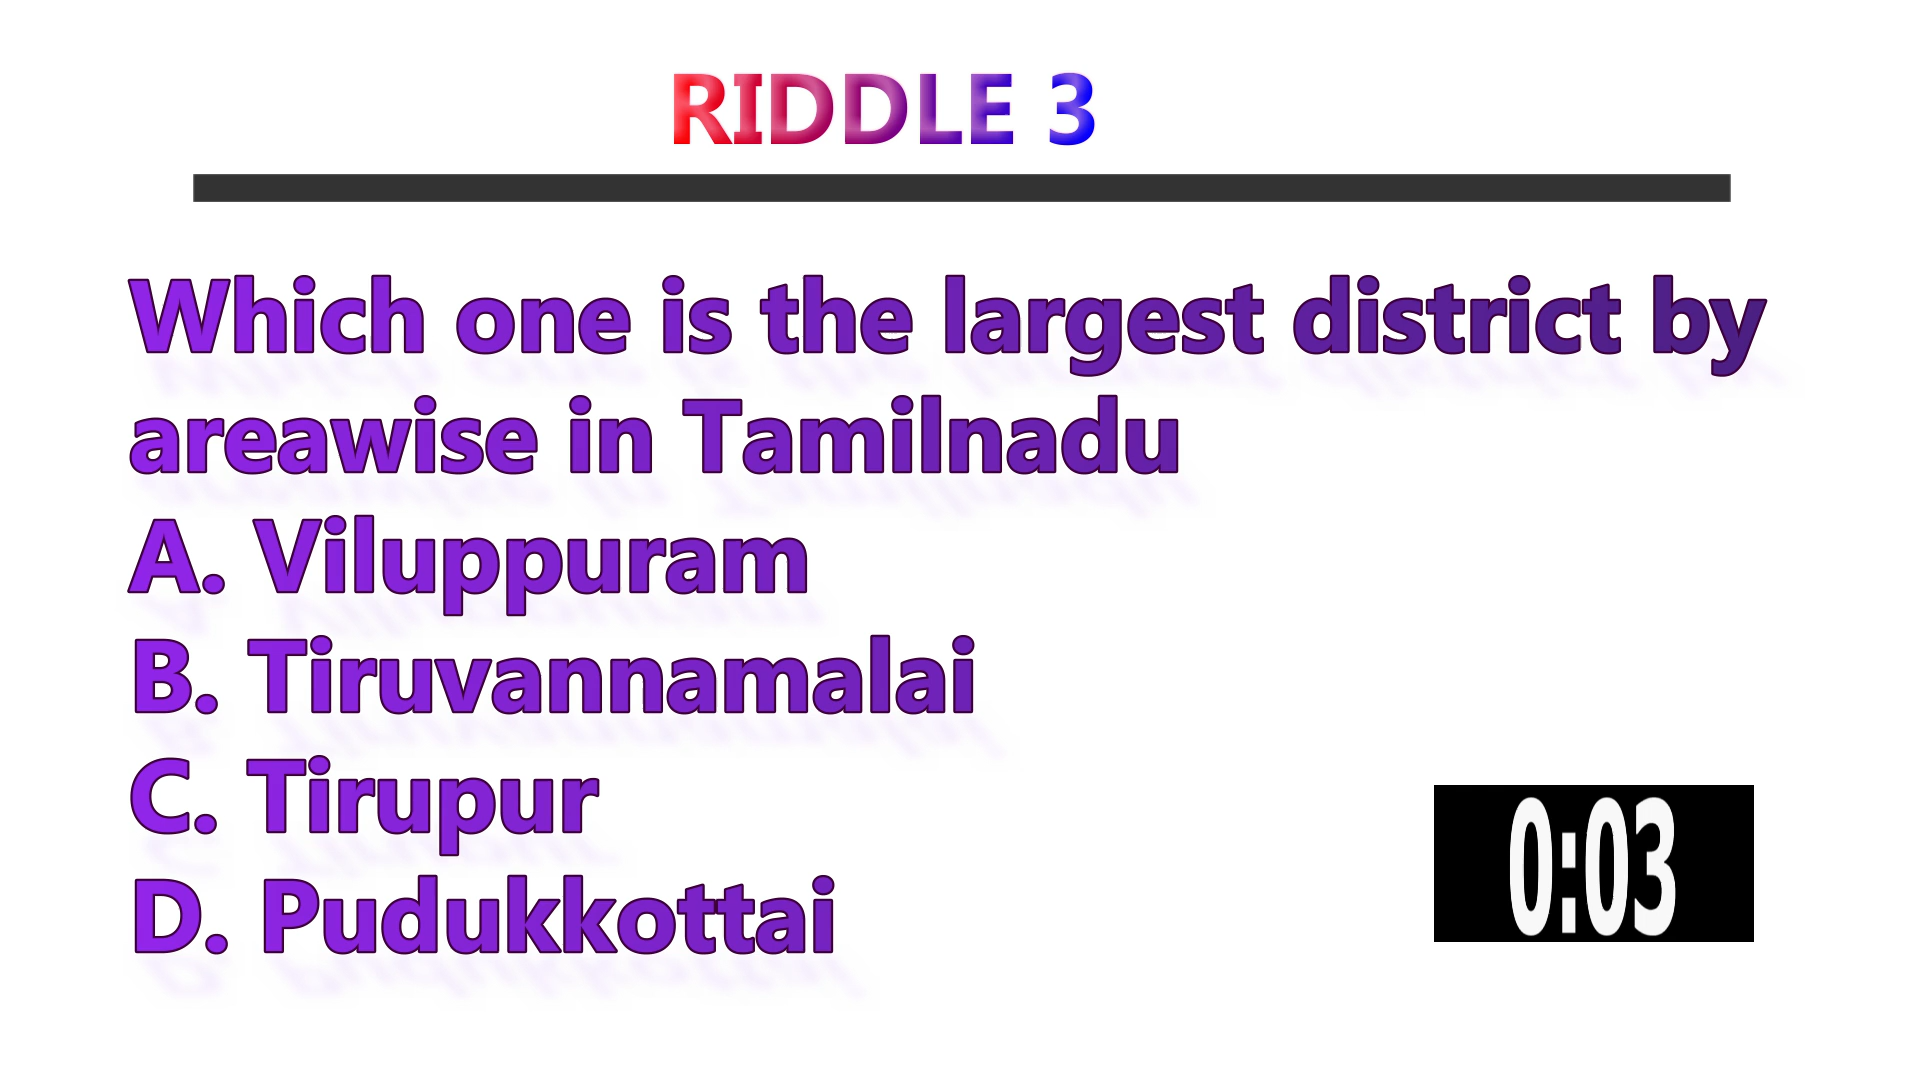 RIDDLE 3
Which one is the largest district by
areawise in Tamilnadu
A. Viluppuram
B. Tiruvannamalai
C. Tirupur
D. Pudukkottai
0:03